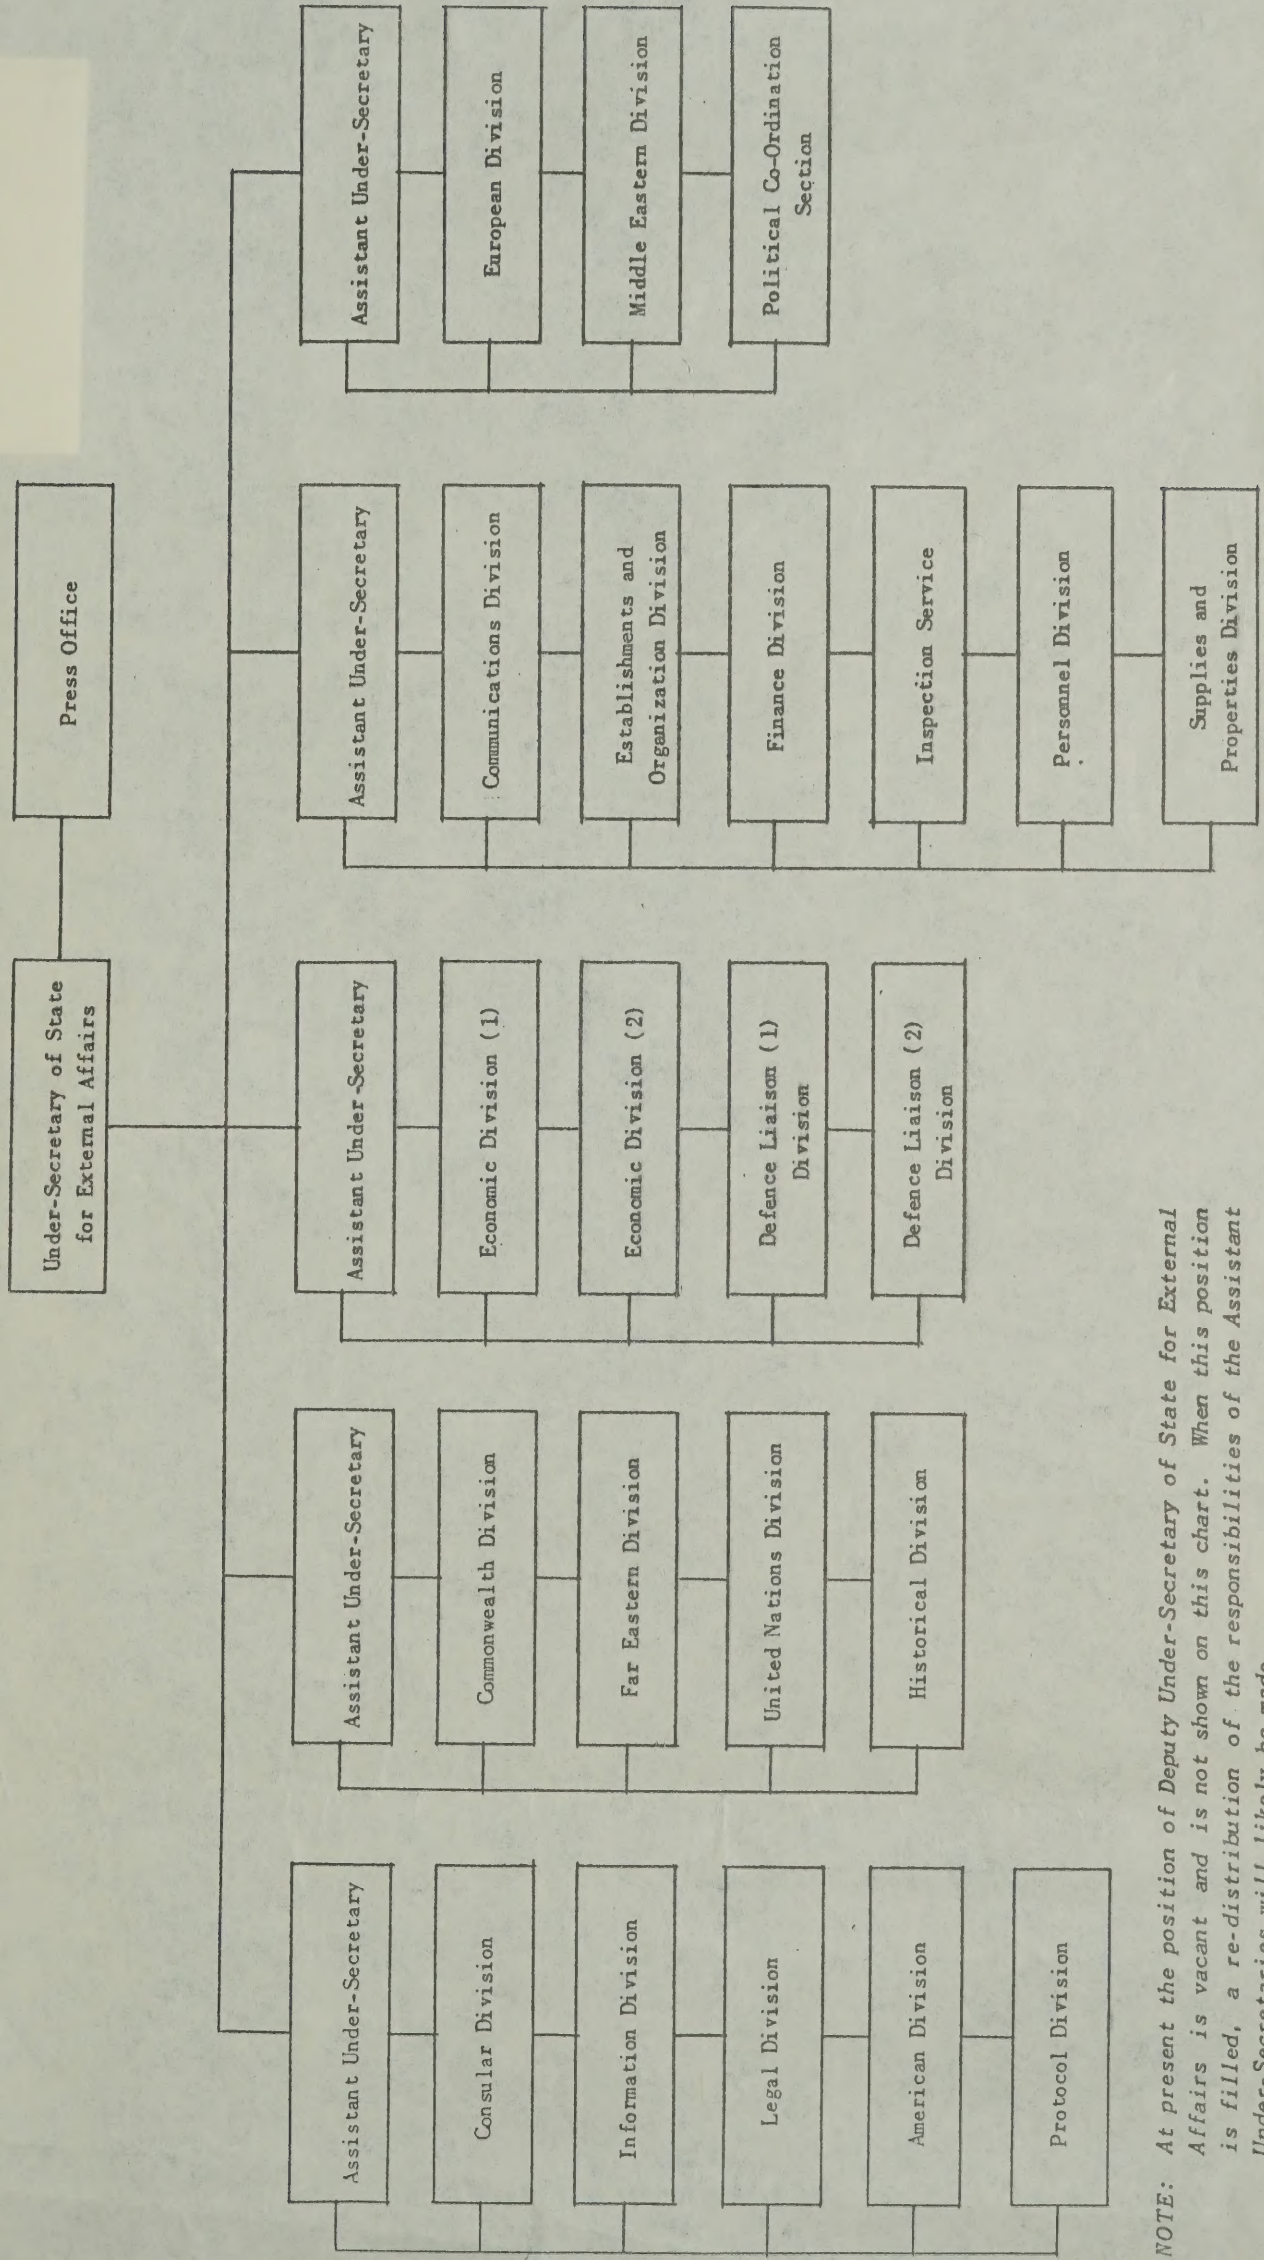 Under-Secretary of State
for External Affairs
Press Office
Assistant Under-Secretary
Consular Division
Information Division
Legal Division
American Division
Protocol Division
Assistant Under-Secretary
Commonwealth Division
Far Eastern Division
United Nations Division
Historical Division
Assistant Under-Secretary
Economic Division (1)
Economic Division (2)
Defence Liaison (1)
Division
Defence Liaison (2)
Division
Assistant Under-Secretary
Communications Division
Establishments and
Organization Division
Finance Division
Inspection Service
Personnel Division
Supplies and
Properties Division
Assistant Under-Secretary
European Division
Middle Eastern Division
Political Co-Ordination
Section
NOTE: At present the position of Deputy Under-Secretary of State for External
Affairs is vacant and is not shown on this chart. When this position
is filled, a re-distribution of the responsibilities of the Assistant
Under-Secretaries will likely be made.